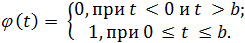 φ(t) = { 0, при t < 0 и t > b;
1, при 0 ≤ t ≤ b.